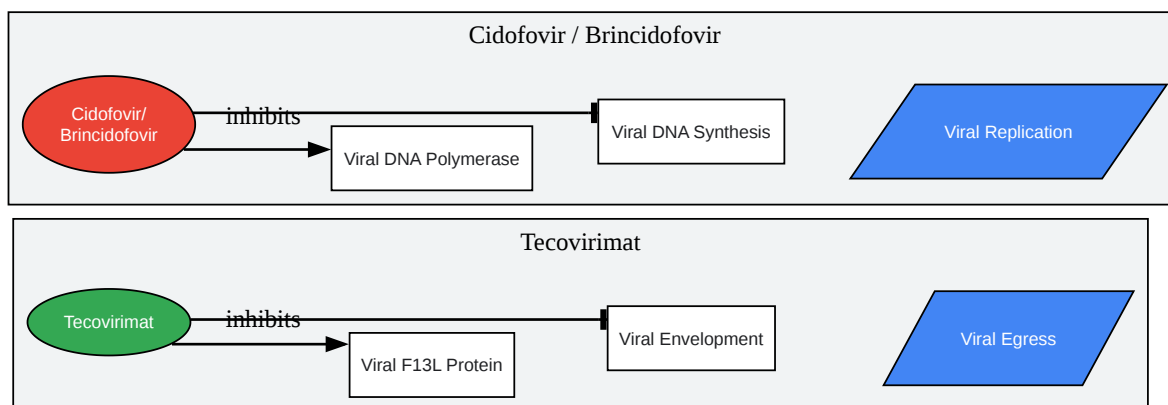 Cidofovir / Brincidofovir
Cidofovir/
Brincidofovir
inhibits
Viral DNA Polymerase
Viral DNA Synthesis
Viral Replication
Tecovirimat
Tecovirimat
inhibits
Viral F13L Protein
Viral Envelopment
Viral Egress